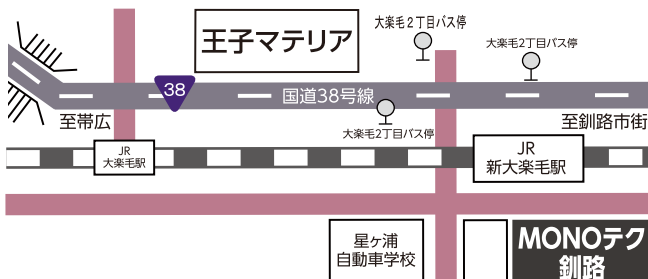 大楽毛2丁目バス停
王子マテリア
大楽毛2丁目バス停
38
国道38号線
至帯広
大楽毛2丁目バス停
至釧路市街
JR
大楽毛駅
JR
新大楽毛駅
星ヶ浦
自動車学校
MONOテク
釧路